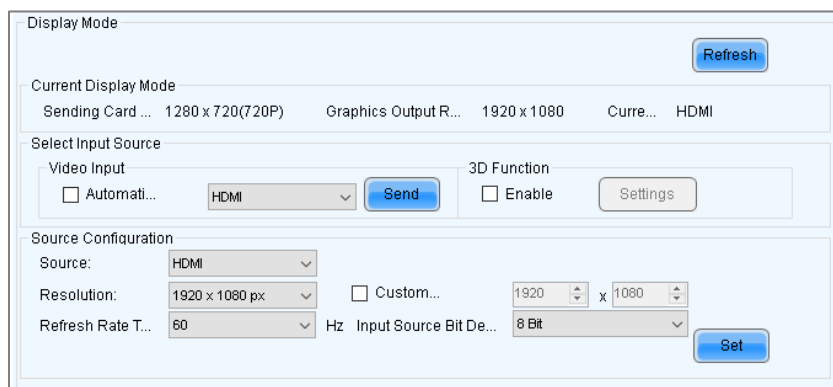 Display Mode
Refresh
Current Display Mode
Sending Card ... 1280 x 720(720P) Graphics Output R... 1920 x 1080 Curre... HDMI
Select Input Source
Video Input 3D Function
Automati... HDMI Send Enable Settings
Source Configuration
Source: HDMI
Resolution: 1920 x 1080 px Custom... 1920 x 1080
Refresh Rate T... 60 Hz Input Source Bit De... 8 Bit
Set